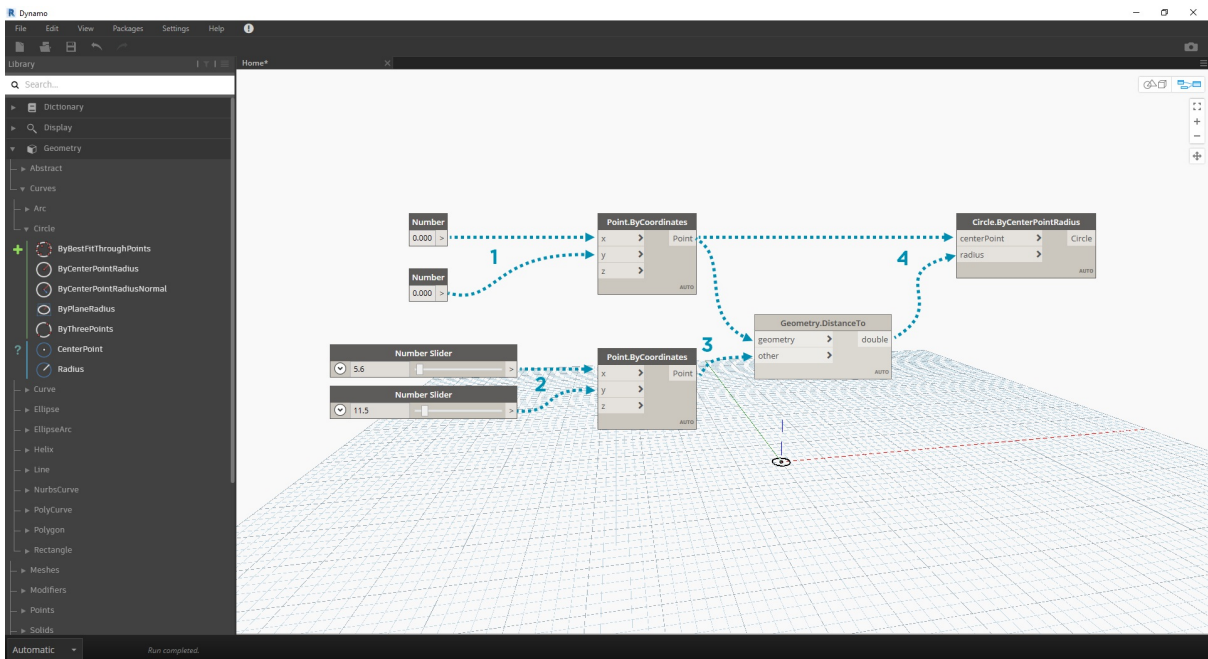 Dynamo
File Edit View Packages Settings Help
Library
Home*
Search...
Dictionary
Display
Geometry
Abstract
Curves
Arc
Circle
ByBestFitThroughPoints
ByCenterPointRadius
ByCenterPointRadiusNormal
ByPlaneRadius
ByThreePoints
? CenterPoint
Radius
Curve
Ellipse
EllipseArc
Helix
Line
NurbsCurve
PolyCurve
Polygon
Rectangle
Meshes
Modifiers
Points
Solids
Automatic
Run completed.
Number
0.000 >
1
Number
0.000 >
Point.ByCoordinates
x > Point
y >
z >
AUTO
Number Slider
5.6 >
2
Number Slider
11.5 >
Point.ByCoordinates
x > Point
y >
z >
AUTO
3
Geometry.DistanceTo
geometry > double
other >
AUTO
4
Circle.ByCenterPointRadius
centerPoint > Circle
radius >
AUTO